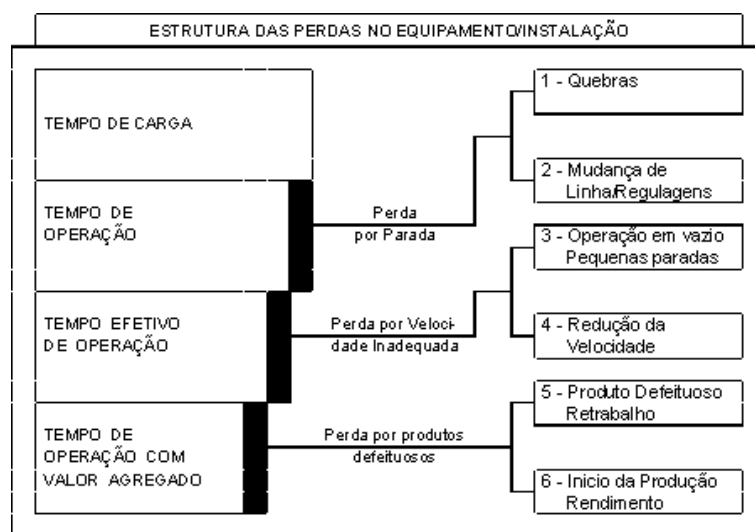 ESTRUTURA DAS PERDAS NO EQUIPAMENTO/INSTALAÇÃO
TEMPO DE CARGA
1 - Quebras
2 - Mudança de
Linha/Regulagens
TEMPO DE
OPERAÇÃO
Perda
por Parada
3 - Operação em vazio
Pequenas paradas
TEMPO EFETIVO
DE OPERAÇÃO
Perda por Veloci-
dade Inadequada
4 - Redução da
Velocidade
TEMPO DE
OPERAÇÃO COM
VALOR AGREGADO
Perda por produtos
defeituosos
5 - Produto Defeituoso
Retrabalho
6 - Inicio da Produção
Rendimento